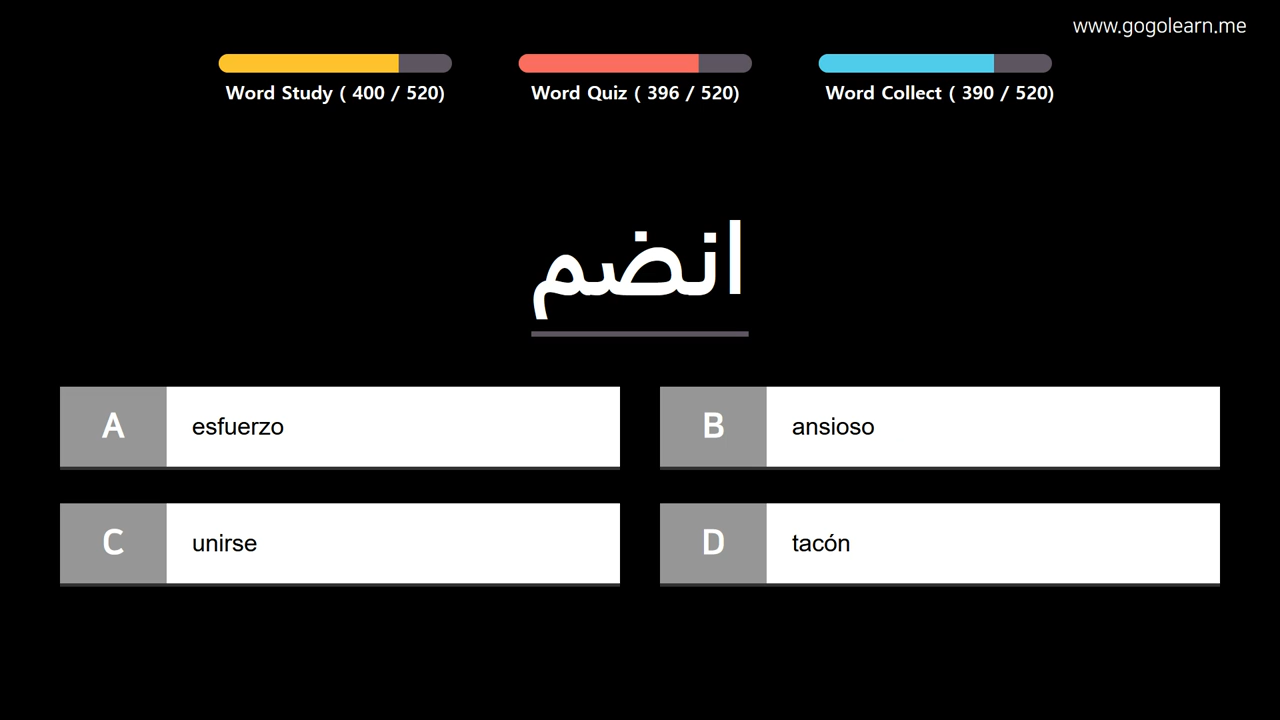 www.gogolearn.me
Word Study ( 400 / 520)
Word Quiz ( 396 / 520)
Word Collect ( 390 / 520)
انضم
A esfuerzo
B ansioso
C unirse
D tacón